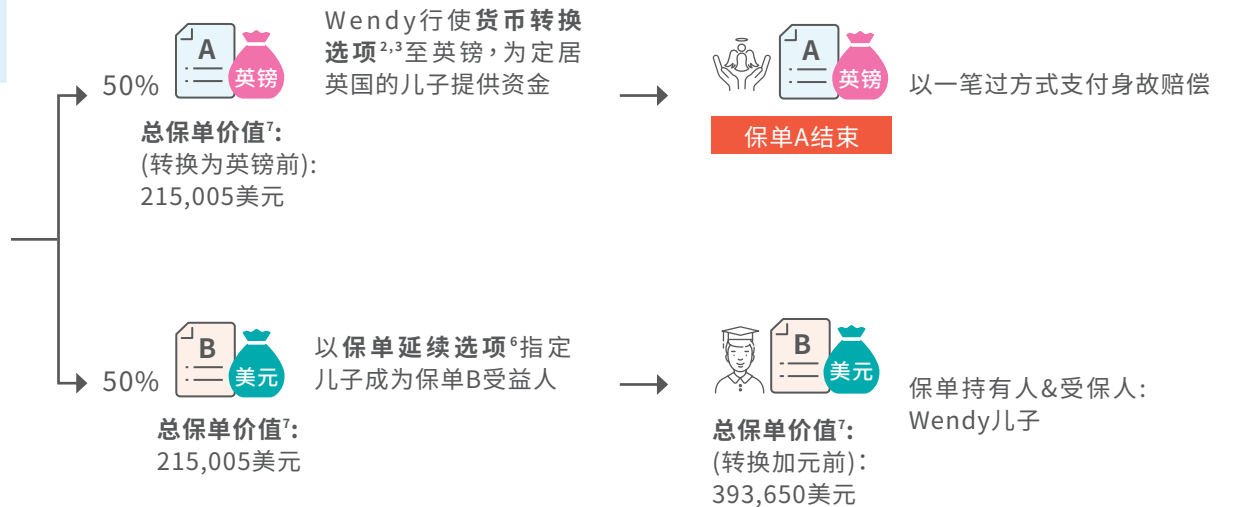 50%
A
英镑
总保单价值⁷:
(转换为英镑前):
215,005美元
Wendy行使货币转换
选项²,³至英镑，为定居
英国的儿子提供资金
A
英镑
保单A结束
以一笔过方式支付身故赔偿
50%
B
美元
总保单价值⁷:
215,005美元
以保单延续选项⁶指定
儿子成为保单B受益人
B
美元
总保单价值⁷:
(转换加元前):
393,650美元
保单持有人&受保人:
Wendy儿子